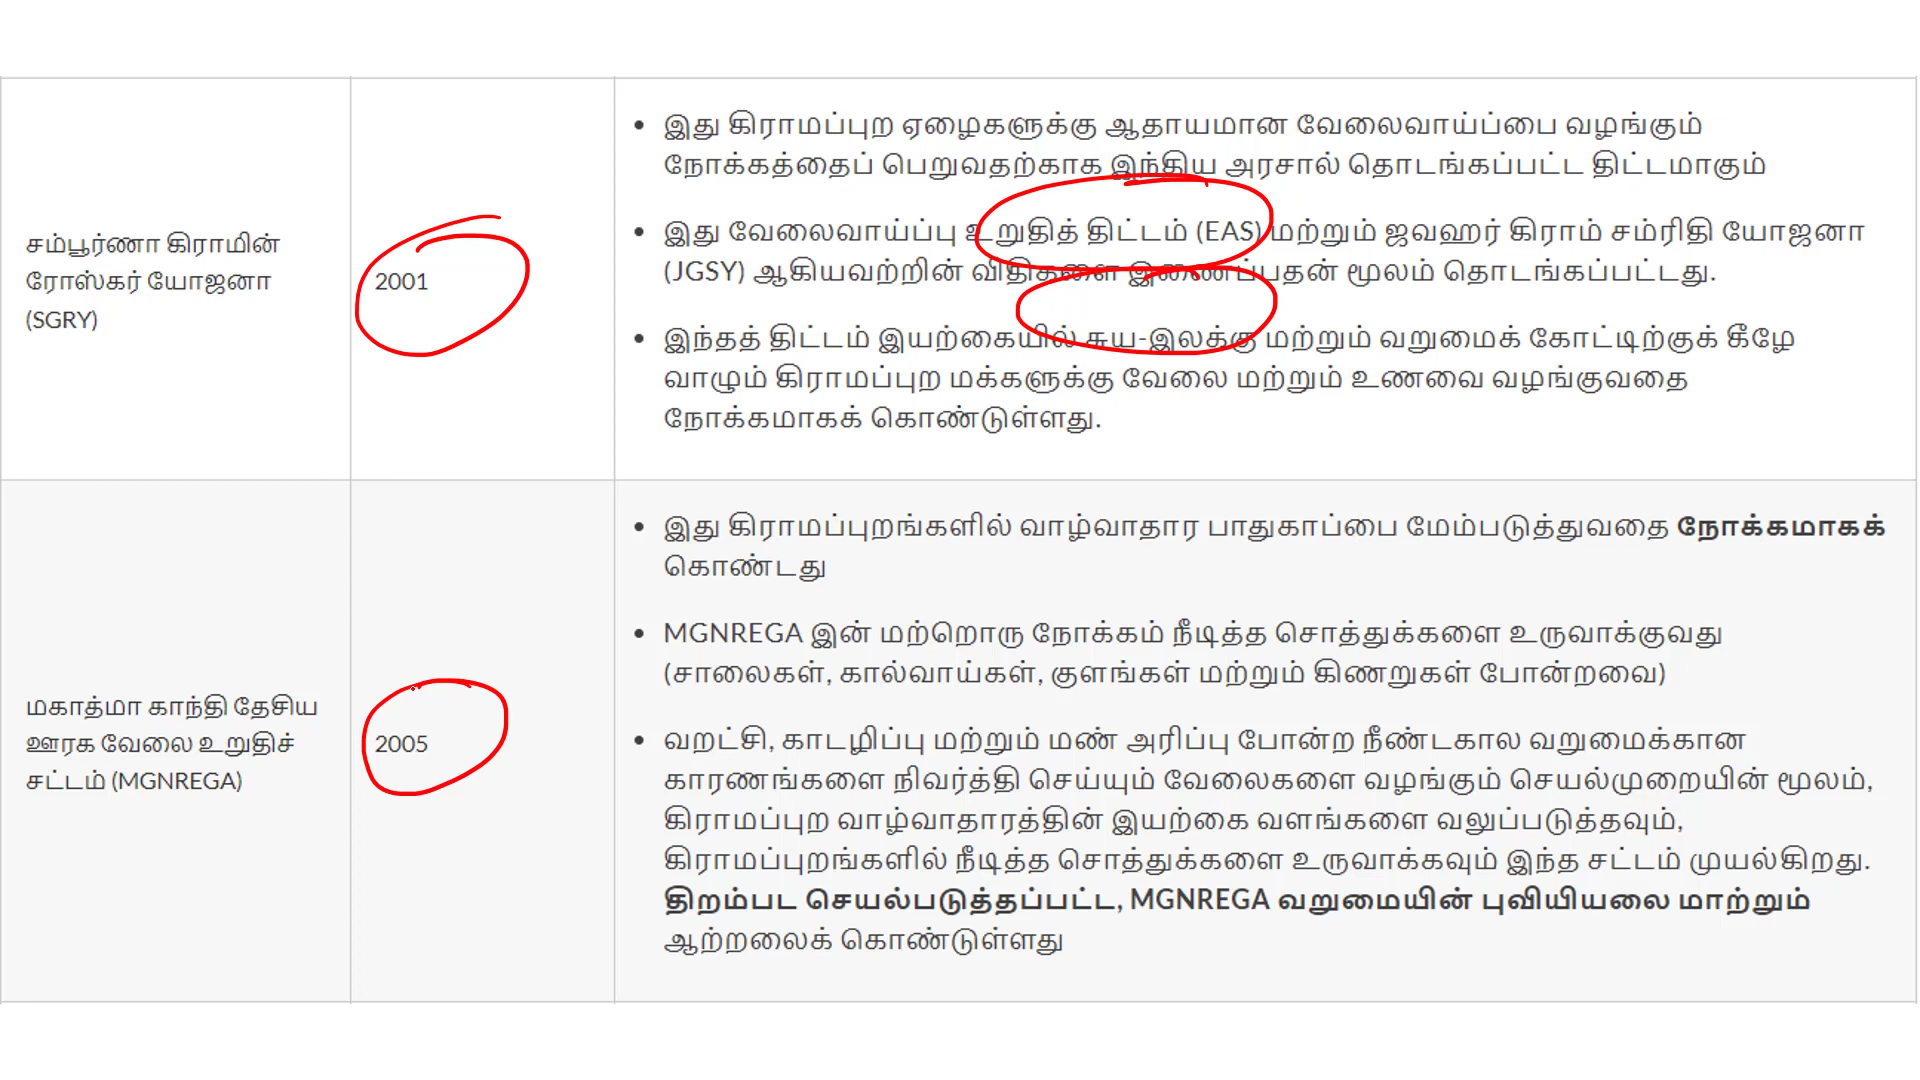 சம்பூர்ணா கிராமின்
ரோஸ்கர் யோஜனா
(SGRY)
2001
இது கிராமப்புற ஏழைகளுக்கு ஆதாயமான வேலைவாய்ப்பை வழங்கும்
நோக்கத்தைப் பெறுவதற்காக இந்திய அரசால் தொடங்கப்பட்ட திட்டமாகும்
இது வேலைவாய்ப்பு உறுதித் திட்டம் (EAS) மற்றும் ஜவஹர் கிராம் சம்ரிதி யோஜனா
(JGSY) ஆகியவற்றின் விதிகளை இணைப்பதன் மூலம் தொடங்கப்பட்டது.
இந்தத் திட்டம் இயற்கையில் சுய-இலக்கு மற்றும் வறுமைக் கோட்டிற்குக் கீழே
வாழும் கிராமப்புற மக்களுக்கு வேலை மற்றும் உணவை வழங்குவதை
நோக்கமாகக் கொண்டுள்ளது.
மகாத்மா காந்தி தேசிய
ஊரக வேலை உறுதிச்
சட்டம் (MGNREGA)
2005
இது கிராமப்புறங்களில் வாழ்வாதார பாதுகாப்பை மேம்படுத்துவதை நோக்கமாகக்
கொண்டது
MGNREGA இன் மற்றொரு நோக்கம் நீடித்த சொத்துக்களை உருவாக்குவது
(சாலைகள், கால்வாய்கள், குளங்கள் மற்றும் கிணறுகள் போன்றவை)
வறட்சி, காடழிப்பு மற்றும் மண் அரிப்பு போன்ற நீண்டகால வறுமைக்கான
காரணங்களை நிவர்த்தி செய்யும் வேலைகளை வழங்கும் செயல்முறையின் மூலம்,
கிராமப்புற வாழ்வாதாரத்தின் இயற்கை வளங்களை வலுப்படுத்தவும்,
கிராமப்புறங்களில் நீடித்த சொத்துக்களை உருவாக்கவும் இந்த சட்டம் முயல்கிறது.
திறம்பட செயல்படுத்தப்பட்ட, MGNREGA வறுமையின் புவியியலை மாற்றும்
ஆற்றலைக் கொண்டுள்ளது